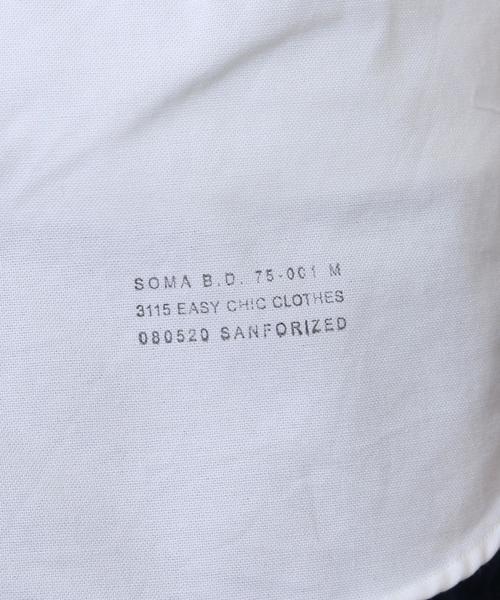 SOMA B.D. 75-001 M
3115 EASY CHIC CLOTHES
080520 SANFORIZED